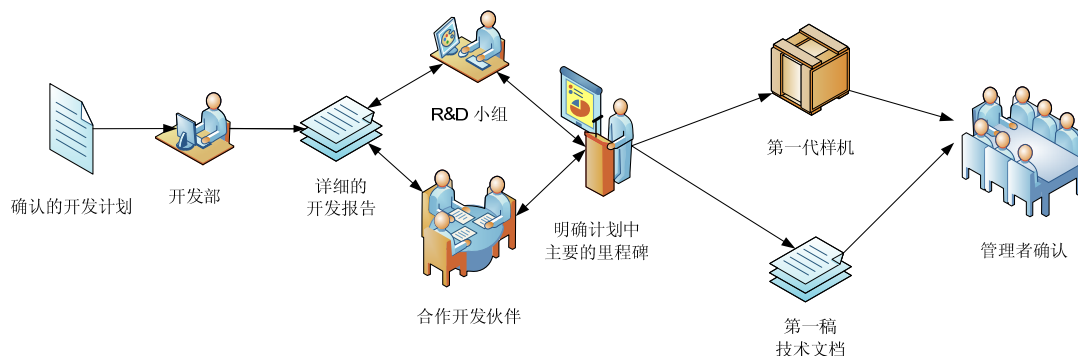 确认的开发计划
开发部
详细的
开发报告
R&D 小组
合作开发伙伴
明确计划中
主要的里程碑
第一代样机
第一稿
技术文档
管理者确认